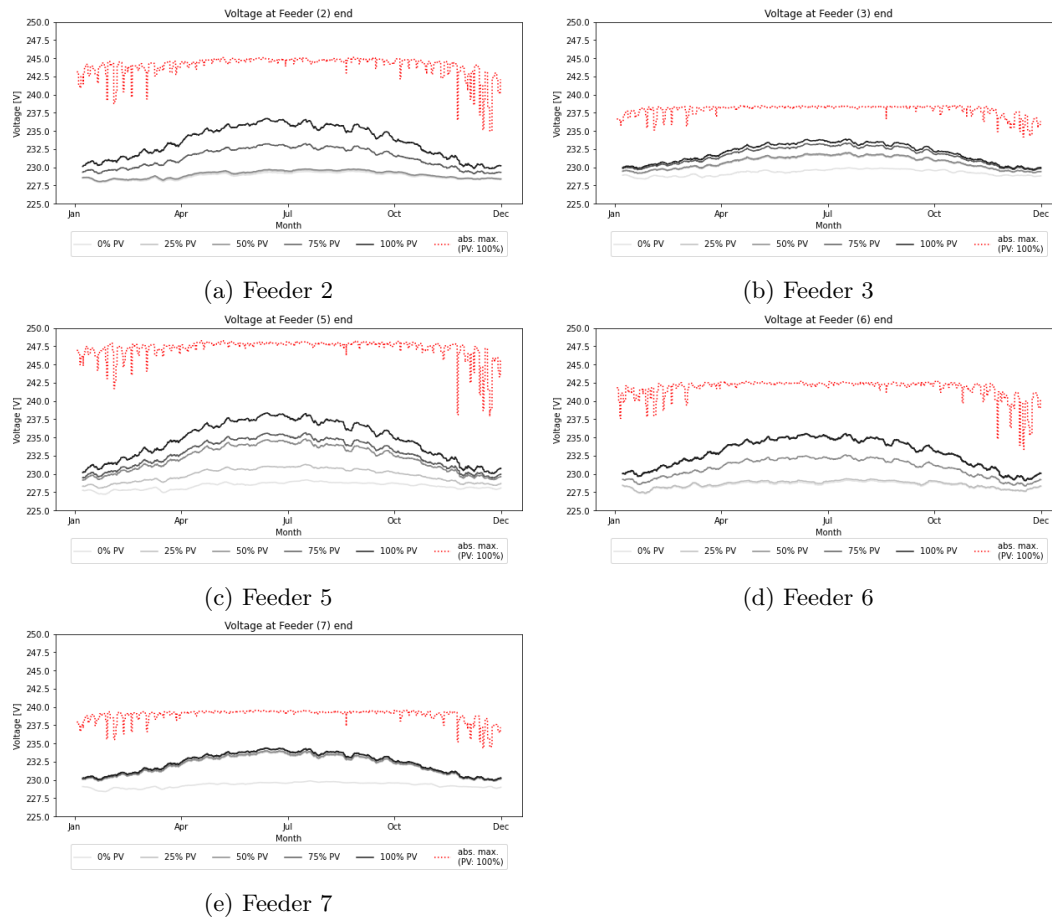 Voltage at Feeder (2) end
250.0
247.5
245.0
242.5
240.0
237.5
235.0
232.5
230.0
227.5
225.0
Voltage [V]
Jan Apr Jul Oct Dec
Month
0% PV 25% PV 50% PV 75% PV 100% PV abs. max.
(PV: 100%)
(a) Feeder 2
Voltage at Feeder (3) end
250.0
247.5
245.0
242.5
240.0
237.5
235.0
232.5
230.0
227.5
225.0
Voltage [V]
Jan Apr Jul Oct Dec
Month
0% PV 25% PV 50% PV 75% PV 100% PV abs. max.
(PV: 100%)
(b) Feeder 3
Voltage at Feeder (5) end
250.0
247.5
245.0
242.5
240.0
237.5
235.0
232.5
230.0
227.5
225.0
Voltage [V]
Jan Apr Jul Oct Dec
Month
0% PV 25% PV 50% PV 75% PV 100% PV abs. max.
(PV: 100%)
(c) Feeder 5
Voltage at Feeder (6) end
250.0
247.5
245.0
242.5
240.0
237.5
235.0
232.5
230.0
227.5
225.0
Voltage [V]
Jan Apr Jul Oct Dec
Month
0% PV 25% PV 50% PV 75% PV 100% PV abs. max.
(PV: 100%)
(d) Feeder 6
Voltage at Feeder (7) end
250.0
247.5
245.0
242.5
240.0
237.5
235.0
232.5
230.0
227.5
225.0
Voltage [V]
Jan Apr Jul Oct Dec
Month
0% PV 25% PV 50% PV 75% PV 100% PV abs. max.
(PV: 100%)
(e) Feeder 7